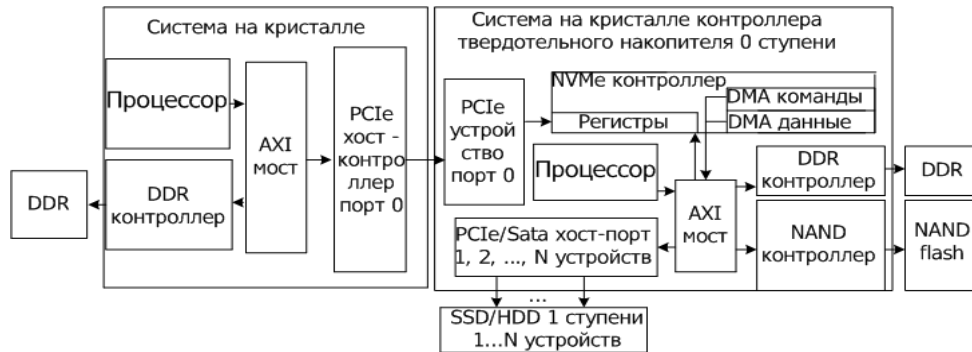 Система на кристалле
Процессор
DDR
DDR
контроллер
AXI
мост
PCIe
хост -
контро
ллер
порт 0
Система на кристалле контроллера
твердотельного накопителя 0 ступени
PCIe
устрой
ство
порт 0
NVMe контроллер
DMA команды
Регистры
DMA данные
Процессор
AXI
мост
DDR
контроллер
DDR
PCIe/Sata хост-порт
1, 2, ..., N устройств
NAND
контроллер
NAND
flash
...
SSD/HDD 1 ступени
1...N устройств